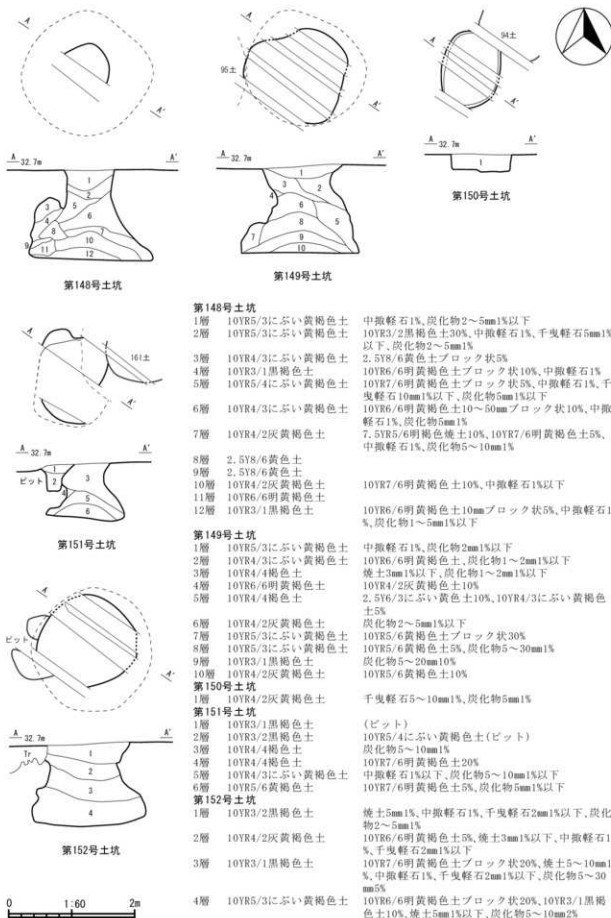 A
A'
95土
A
A'
94土
A
A'
A 32.7m A'
1
2
3
5
4
6
8
7
10
9
11
12
第148号土坑
A 32.7m A'
1
3
2
4
6
5
8
7
9
10
第149号土坑
A 32.7m A'
1
第150号土坑
A
161土
A'
A 32.7m A'
1
2
3
ピット
4
5
6
第151号土坑
A
ピット
A'
A 32.7m A'
Tr
1
2
3
4
第152号土坑
0 1:60 2m
第148号土坑
1層 10YR5/3にぶい黄褐色土 中掫軽石1%、炭化物2～5㎜1%以下
2層 10YR5/3にぶい黄褐色土 10YR3/2黒褐色土30%、中掫軽石1%、千曳軽石5㎜1%
以下、炭化物2～5㎜1%
3層 10YR4/3にぶい黄褐色土 2.5Y8/6黄色土ブロック状5%
4層 10YR3/1黒褐色土 10YR6/6明黄褐色土ブロック状10%、中掫軽石1%
5層 10YR5/4にぶい黄褐色土 10YR7/6明黄褐色土ブロック状5%、中掫軽石1%、千
曳軽石10㎜1%以下、炭化物5㎜1%以下
6層 10YR4/3にぶい黄褐色土 10YR6/6明黄褐色土10～50㎜ブロック状10%、中掫
軽石1%、炭化物5㎜1%
7層 10YR4/2灰黄褐色土 7.5YR5/6明褐色焼土10%、10YR7/6明黄褐色土5%、
中掫軽石1%、炭化物5～10㎜1%
8層 2.5Y8/6黄色土
9層 2.5Y8/6黄色土
10層 10YR4/2灰黄褐色土 10YR7/6明黄褐色土10%、中掫軽石1%以下
11層 10YR6/6明黄褐色土
12層 10YR3/1黒褐色土 10YR6/6明黄褐色土10㎜ブロック状5%、中掫軽石1
%、炭化物1～5㎜1%以下
第149号土坑
1層 10YR5/3にぶい黄褐色土 中掫軽石1%、炭化物2㎜1%以下
2層 10YR4/3にぶい黄褐色土 10YR6/6明黄褐色土、炭化物1～2㎜1%以下
3層 10YR4/4褐色土 焼土3㎜1%以下、炭化物1～2㎜1%以下
4層 10YR6/6明黄褐色土 10YR4/2灰黄褐色土10%
5層 10YR4/4褐色土 2.5Y6/3にぶい黄色土10%、10YR4/3にぶい黄褐色
土5%
6層 10YR4/2灰黄褐色土 炭化物2～5㎜1%以下
7層 10YR5/3にぶい黄褐色土 10YR5/6黄褐色土ブロック状30%
8層 10YR5/3にぶい黄褐色土 10YR5/6黄褐色土5%、炭化物5～30㎜1%
9層 10YR3/1黒褐色土 炭化物5～20㎜10%
10層 10YR4/2灰黄褐色土 10YR5/6黄褐色土10%
第150号土坑
1層 10YR4/2灰黄褐色土 千曳軽石5～10㎜1%、炭化物5㎜1%
第151号土坑
1層 10YR3/1黒褐色土 (ピット)
2層 10YR3/2黒褐色土 10YR5/4にぶい黄褐色土(ピット)
3層 10YR4/4褐色土 炭化物5～10㎜1%
4層 10YR4/4褐色土 10YR7/6明黄褐色土20%
5層 10YR4/3にぶい黄褐色土 中掫軽石1%以下、炭化物5～10㎜1%以下
6層 10YR5/6黄褐色土 10YR7/6明黄褐色土5%、炭化物5㎜1%以下
第152号土坑
1層 10YR3/2黒褐色土 焼土5㎜1%、中掫軽石1%、千曳軽石2㎜1%以下、炭化
物2～5㎜1%
2層 10YR4/2灰黄褐色土 10YR6/6明黄褐色土5%、焼土3㎜1%以下、中掫軽石1
%、千曳軽石2㎜1%以下
3層 10YR3/1黒褐色土 10YR7/6明黄褐色土ブロック状20%、焼土5～10㎜1
%、中掫軽石1%、千曳軽石2㎜1%以下、炭化物5～30
㎜5%
4層 10YR5/3にぶい黄褐色土 10YR6/6明黄褐色土ブロック状20%、10YR3/1黒褐
色土10%、焼土5㎜1%以下、炭化物5～10㎜2%